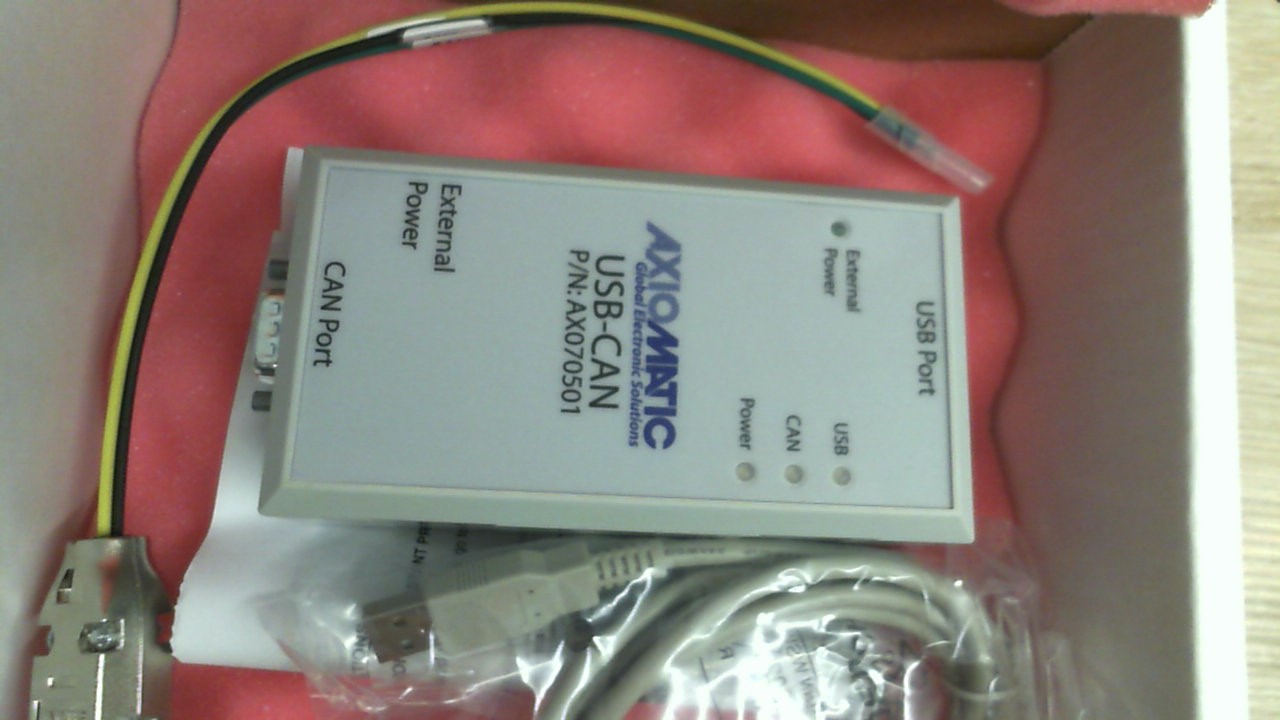 USB Port
External
Power
USB
CAN
Power
AXIOMATIC
Global Electronic Solutions
USB-CAN
P/N: AX070501
External
Power
CAN Port